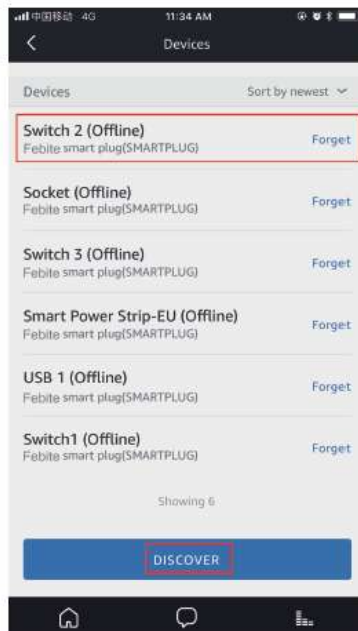 中国移动 4G 11:34 AM
Devices
Devices Sort by newest
Switch 2 (Offline) Forget
Febite smart plug(SMARTPLUG)
Socket (Offline) Forget
Febite smart plug(SMARTPLUG)
Switch 3 (Offline) Forget
Febite smart plug(SMARTPLUG)
Smart Power Strip-EU (Offline) Forget
Febite smart plug(SMARTPLUG)
USB 1 (Offline) Forget
Febite smart plug(SMARTPLUG)
Switch1 (Offline) Forget
Febite smart plug(SMARTPLUG)
Showing 6
DISCOVER